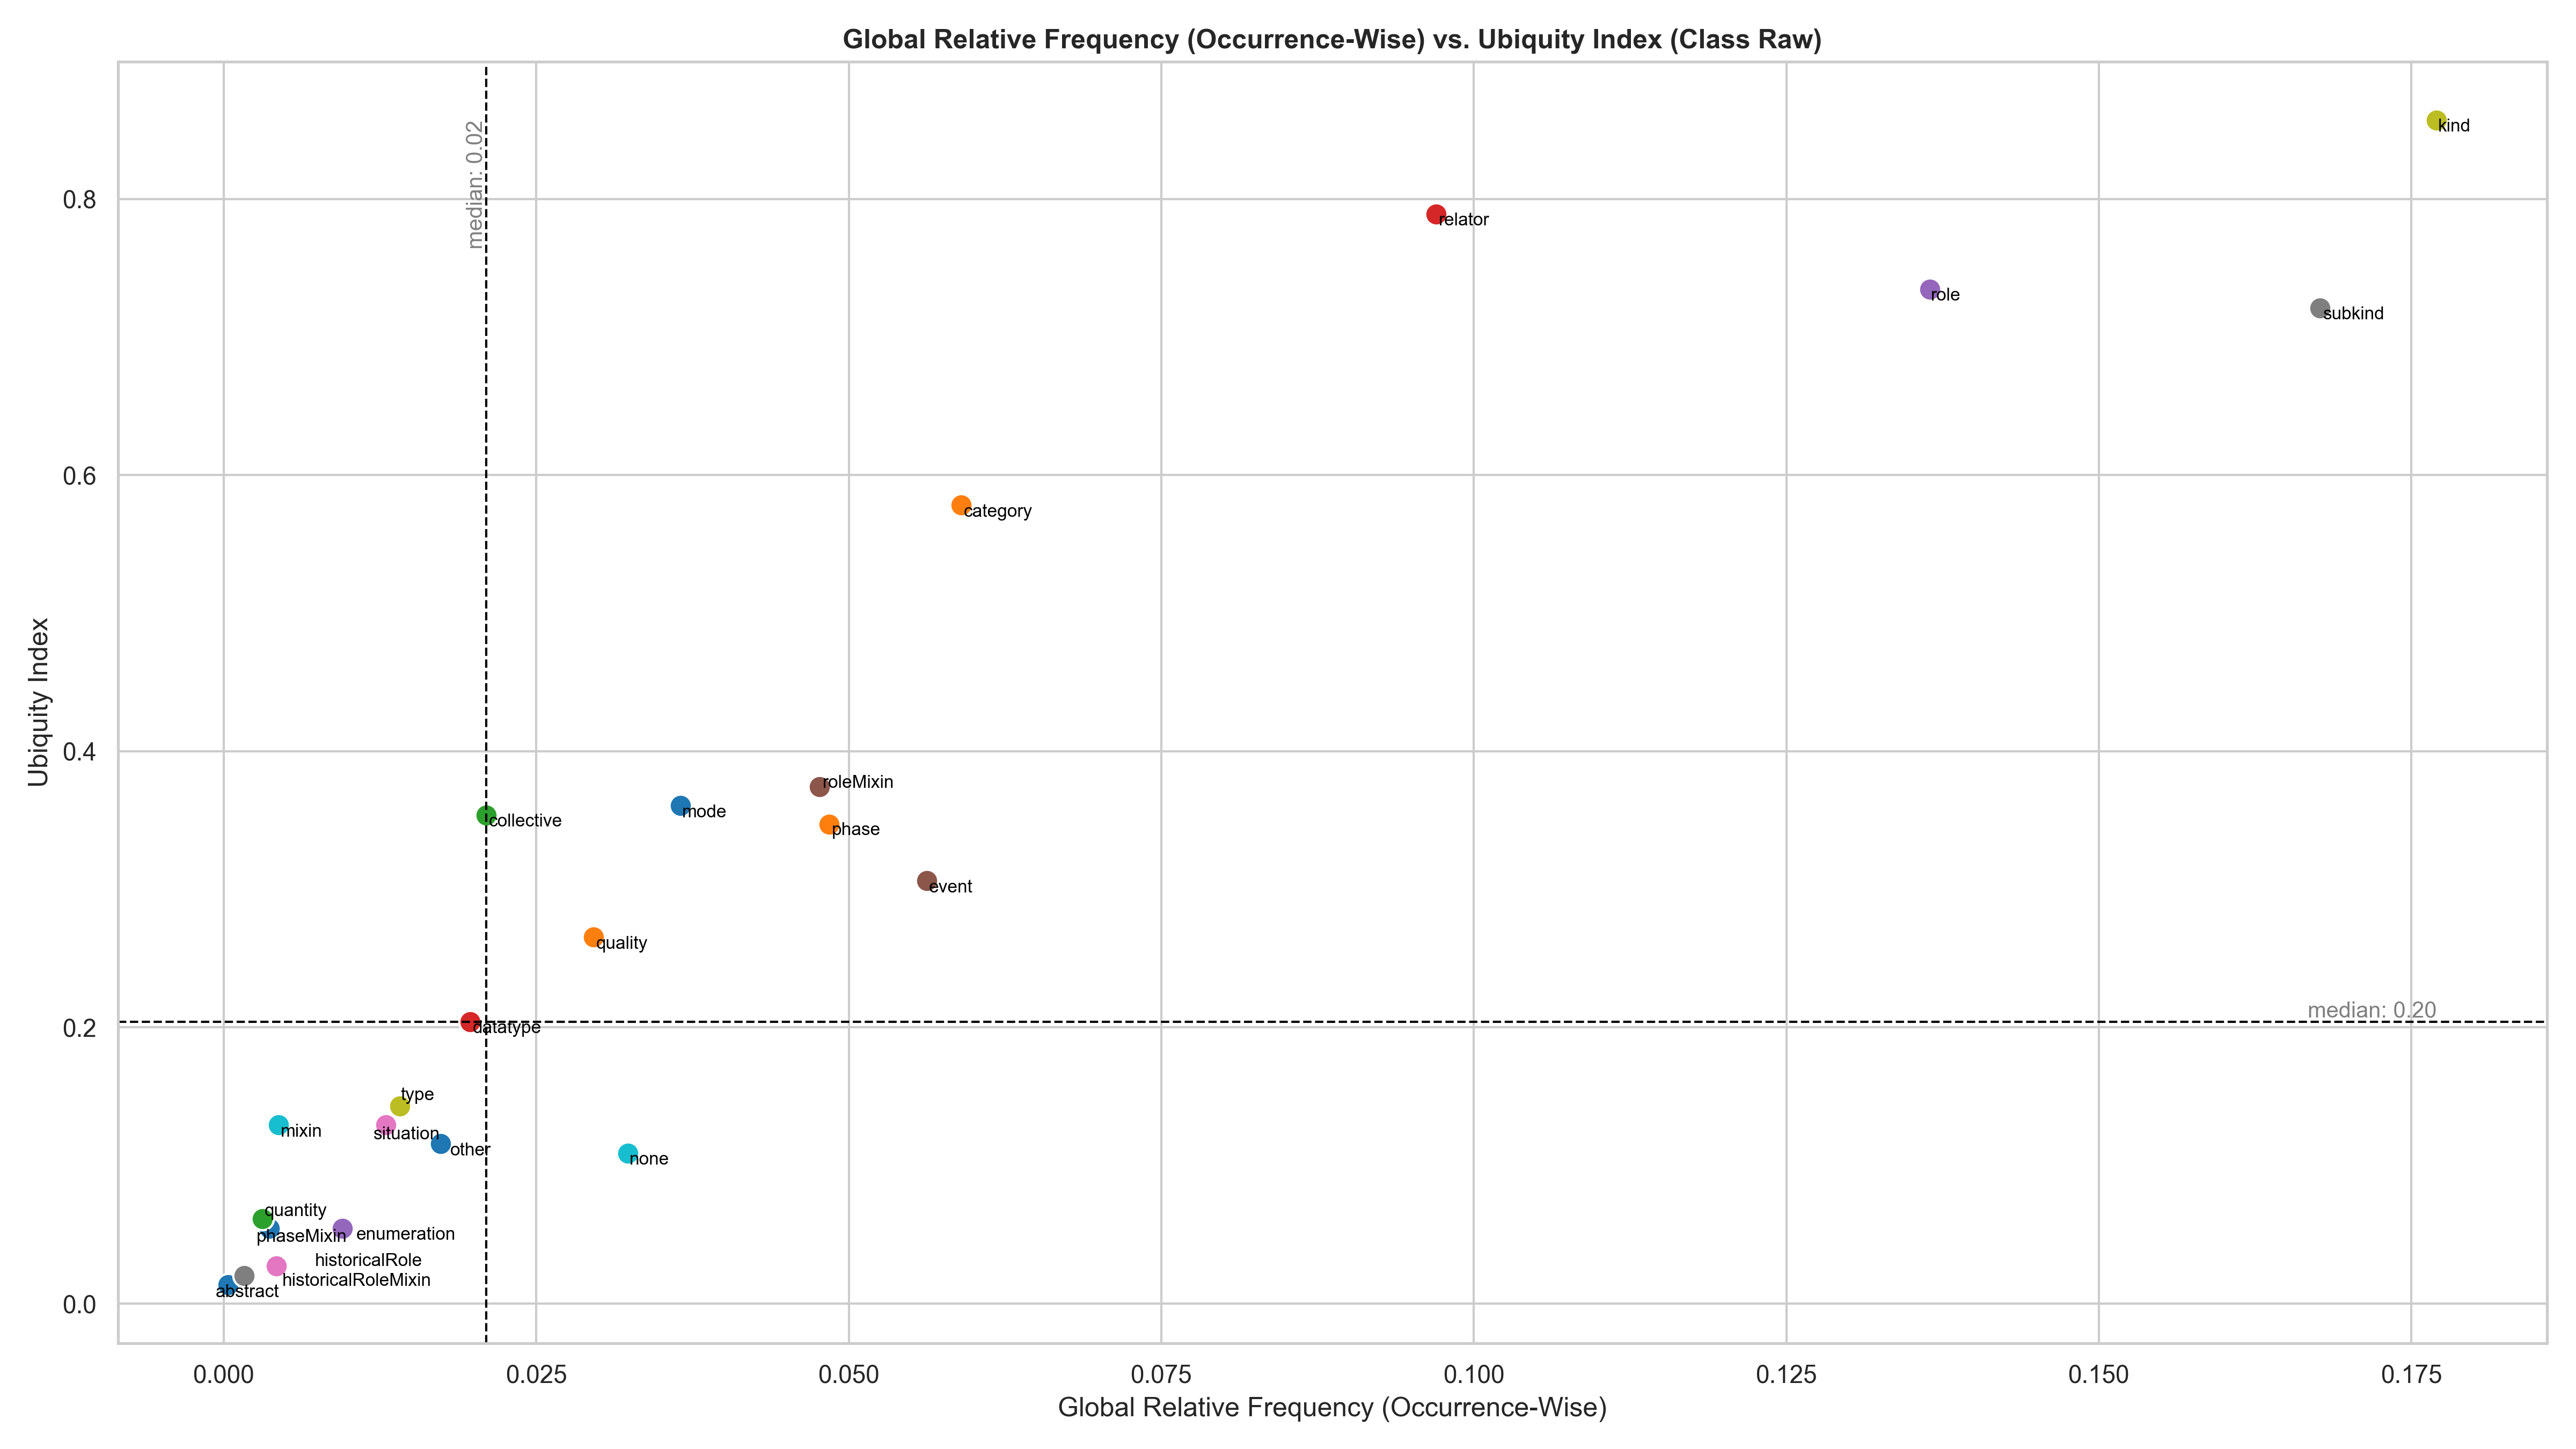 Global Relative Frequency (Occurrence-Wise) vs. Ubiquity Index (Class Raw)
median: 0.02
kind
0.8
relator
role
subkind
0.6
category
Ubiquity Index
0.4
roleMixin
mode
collective
phase
event
quality
median: 0.20
0.2
datatype
type
mixin
situation
other
none
quantity
phaseMixin
enumeration
historicalRole
historicalRoleMixin
abstract
0.0
0.000 0.025 0.050 0.075 0.100 0.125 0.150 0.175
Global Relative Frequency (Occurrence-Wise)